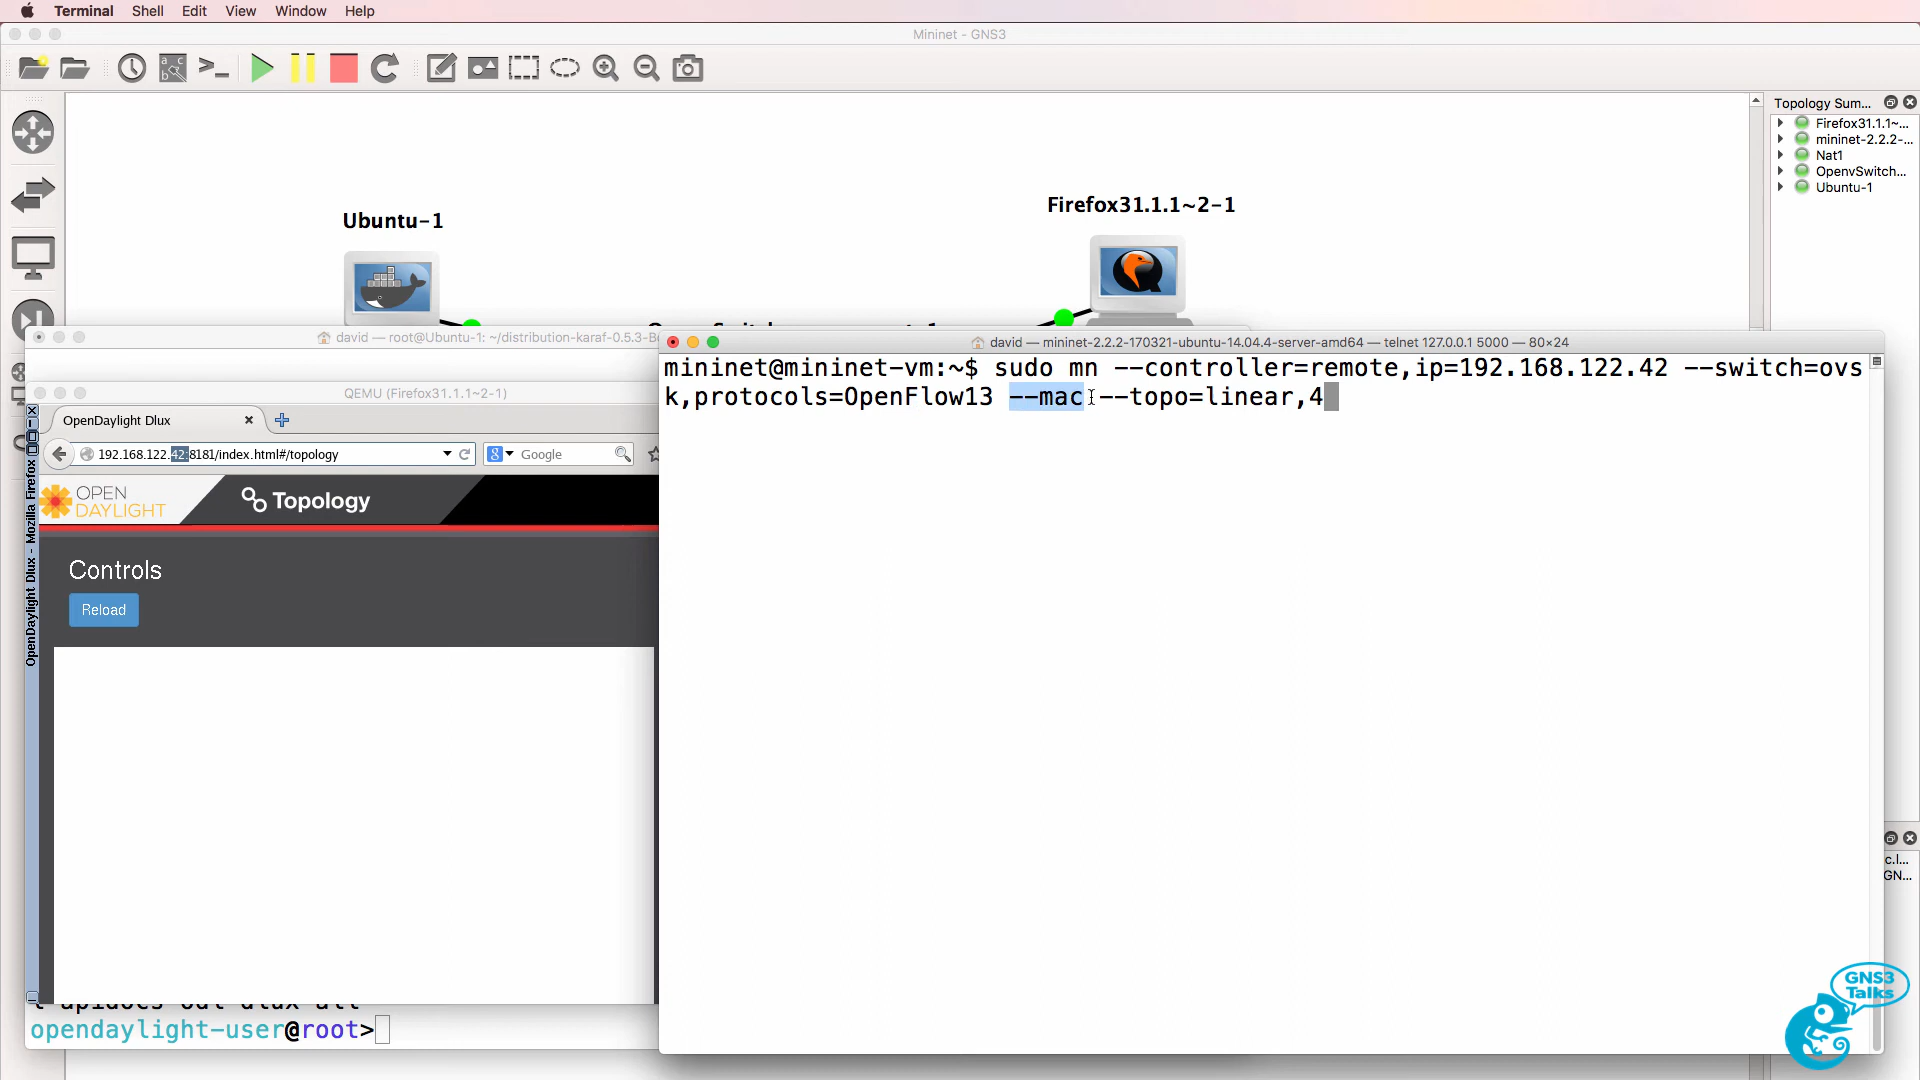 Terminal Shell Edit View Window Help
Mininet - GNS3
Topology Sum...
Firefox31.1.1~...
mininet-2.2.2-...
Nat1
OpenvSwitch...
Ubuntu-1
Ubuntu-1
Firefox31.1.1~2-1
david — root@Ubuntu-1: ~/distribution-karaf-0.5.3-B
david — mininet-2.2.2-170321-ubuntu-14.04.4-server-amd64 — telnet 127.0.0.1 5000 — 80×24
mininet@mininet-vm:~$ sudo mn --controller=remote,ip=192.168.122.42 --switch=ovs
k,protocols=OpenFlow13 --mac --topo=linear,4
QEMU (Firefox31.1.1~2-1)
OpenDaylight Dlux
192.168.122.42:8181/index.html#/topology
Google
OpenDaylight Dlux - Mozilla Firefox
OPEN
DAYLIGHT
Topology
Controls
Reload
opendaylight-user@root>
c.l...
GN...
GNS3
Talks